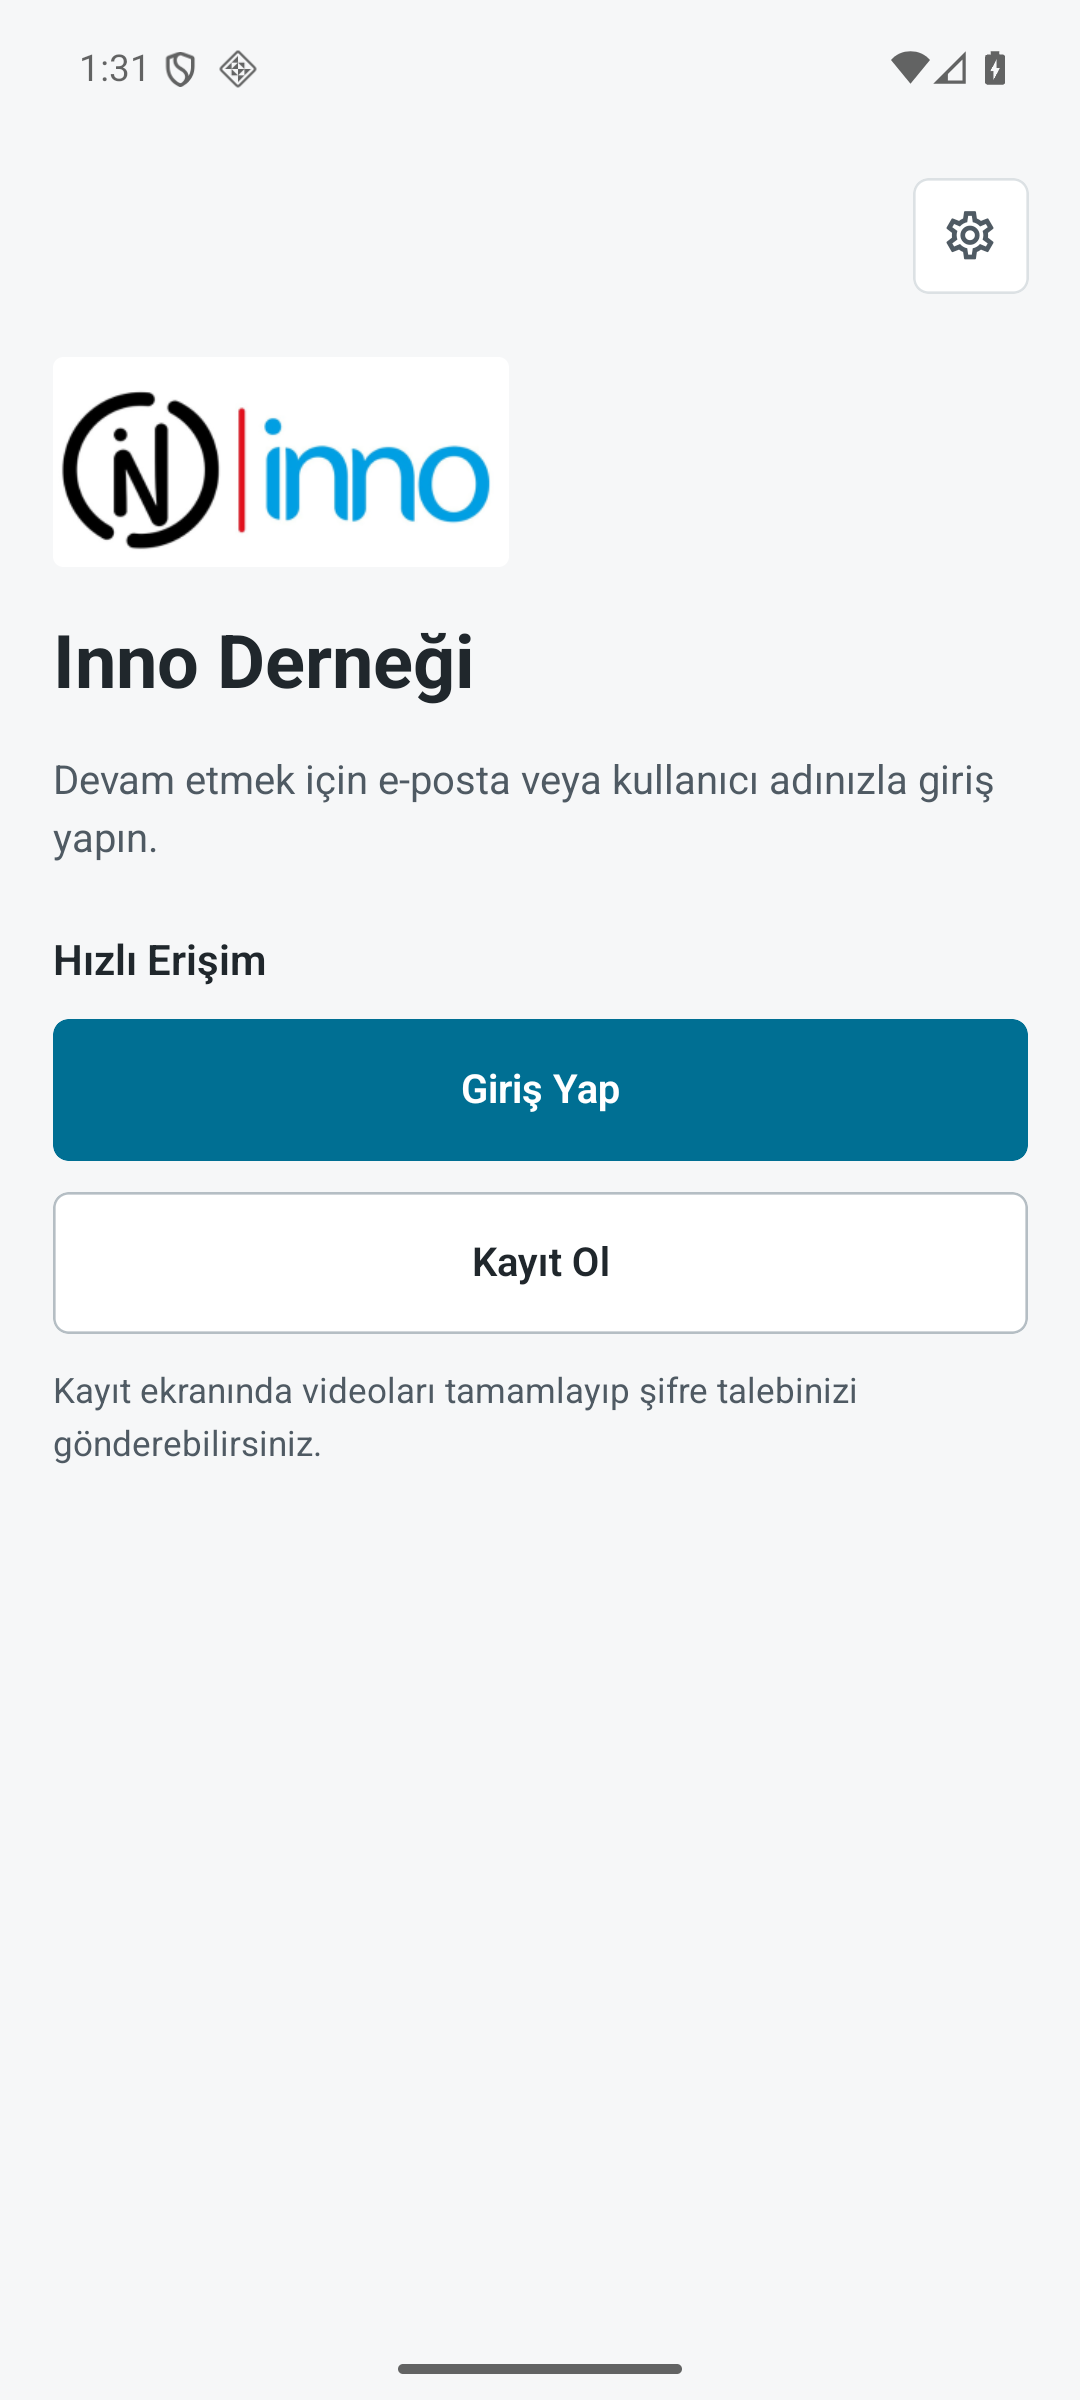 1:31
iN inno
Inno Derneği
Devam etmek için e-posta veya kullanıcı adınızla giriş
yapın.
Hızlı Erişim
Giriş Yap
Kayıt Ol
Kayıt ekranında videoları tamamlayıp şifre talebinizi
gönderebilirsiniz.